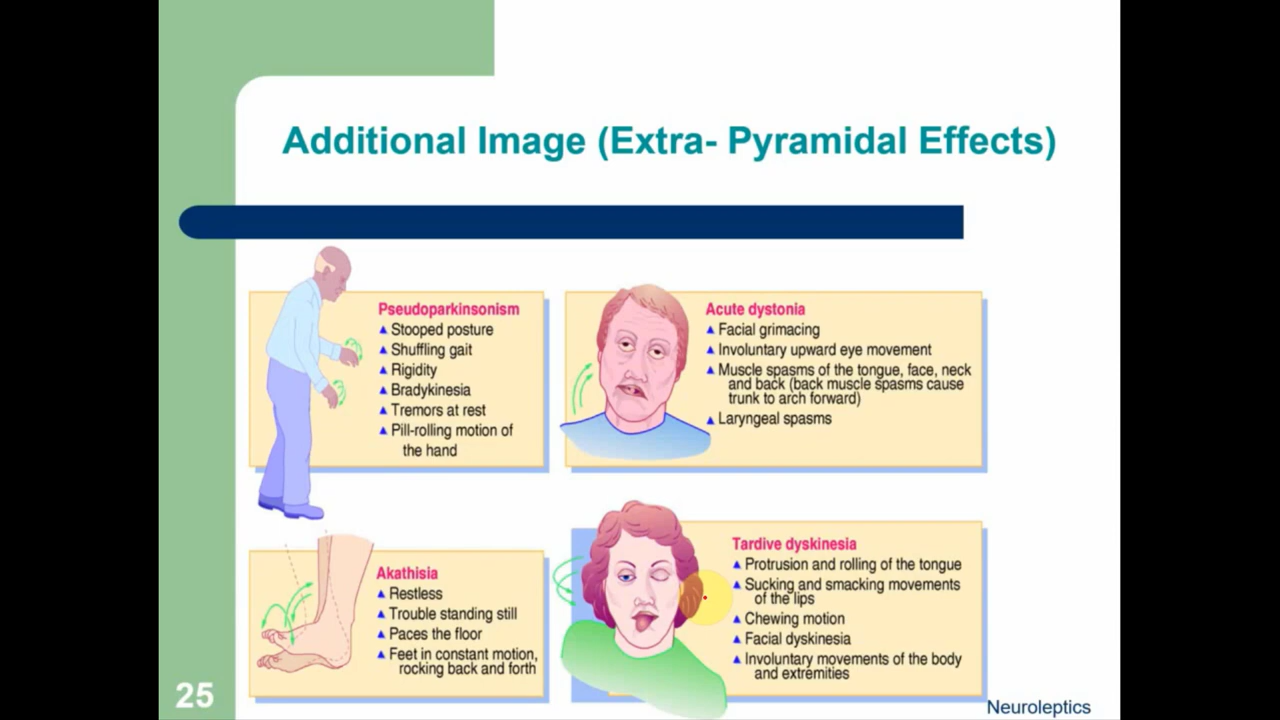 Additional Image (Extra- Pyramidal Effects)
Pseudoparkinsonism
▲ Stooped posture
▲ Shuffling gait
▲ Rigidity
▲ Bradykinesia
▲ Tremors at rest
▲ Pill-rolling motion of
the hand
Acute dystonia
▲ Facial grimacing
▲ Involuntary upward eye movement
▲ Muscle spasms of the tongue, face, neck
and back (back muscle spasms cause
trunk to arch forward)
▲ Laryngeal spasms
Akathisia
▲ Restless
▲ Trouble standing still
▲ Paces the floor
▲ Feet in constant motion,
rocking back and forth
Tardive dyskinesia
▲ Protrusion and rolling of the tongue
▲ Sucking and smacking movements
of the lips
▲ Chewing motion
▲ Facial dyskinesia
▲ Involuntary movements of the body
and extremities
25
Neuroleptics